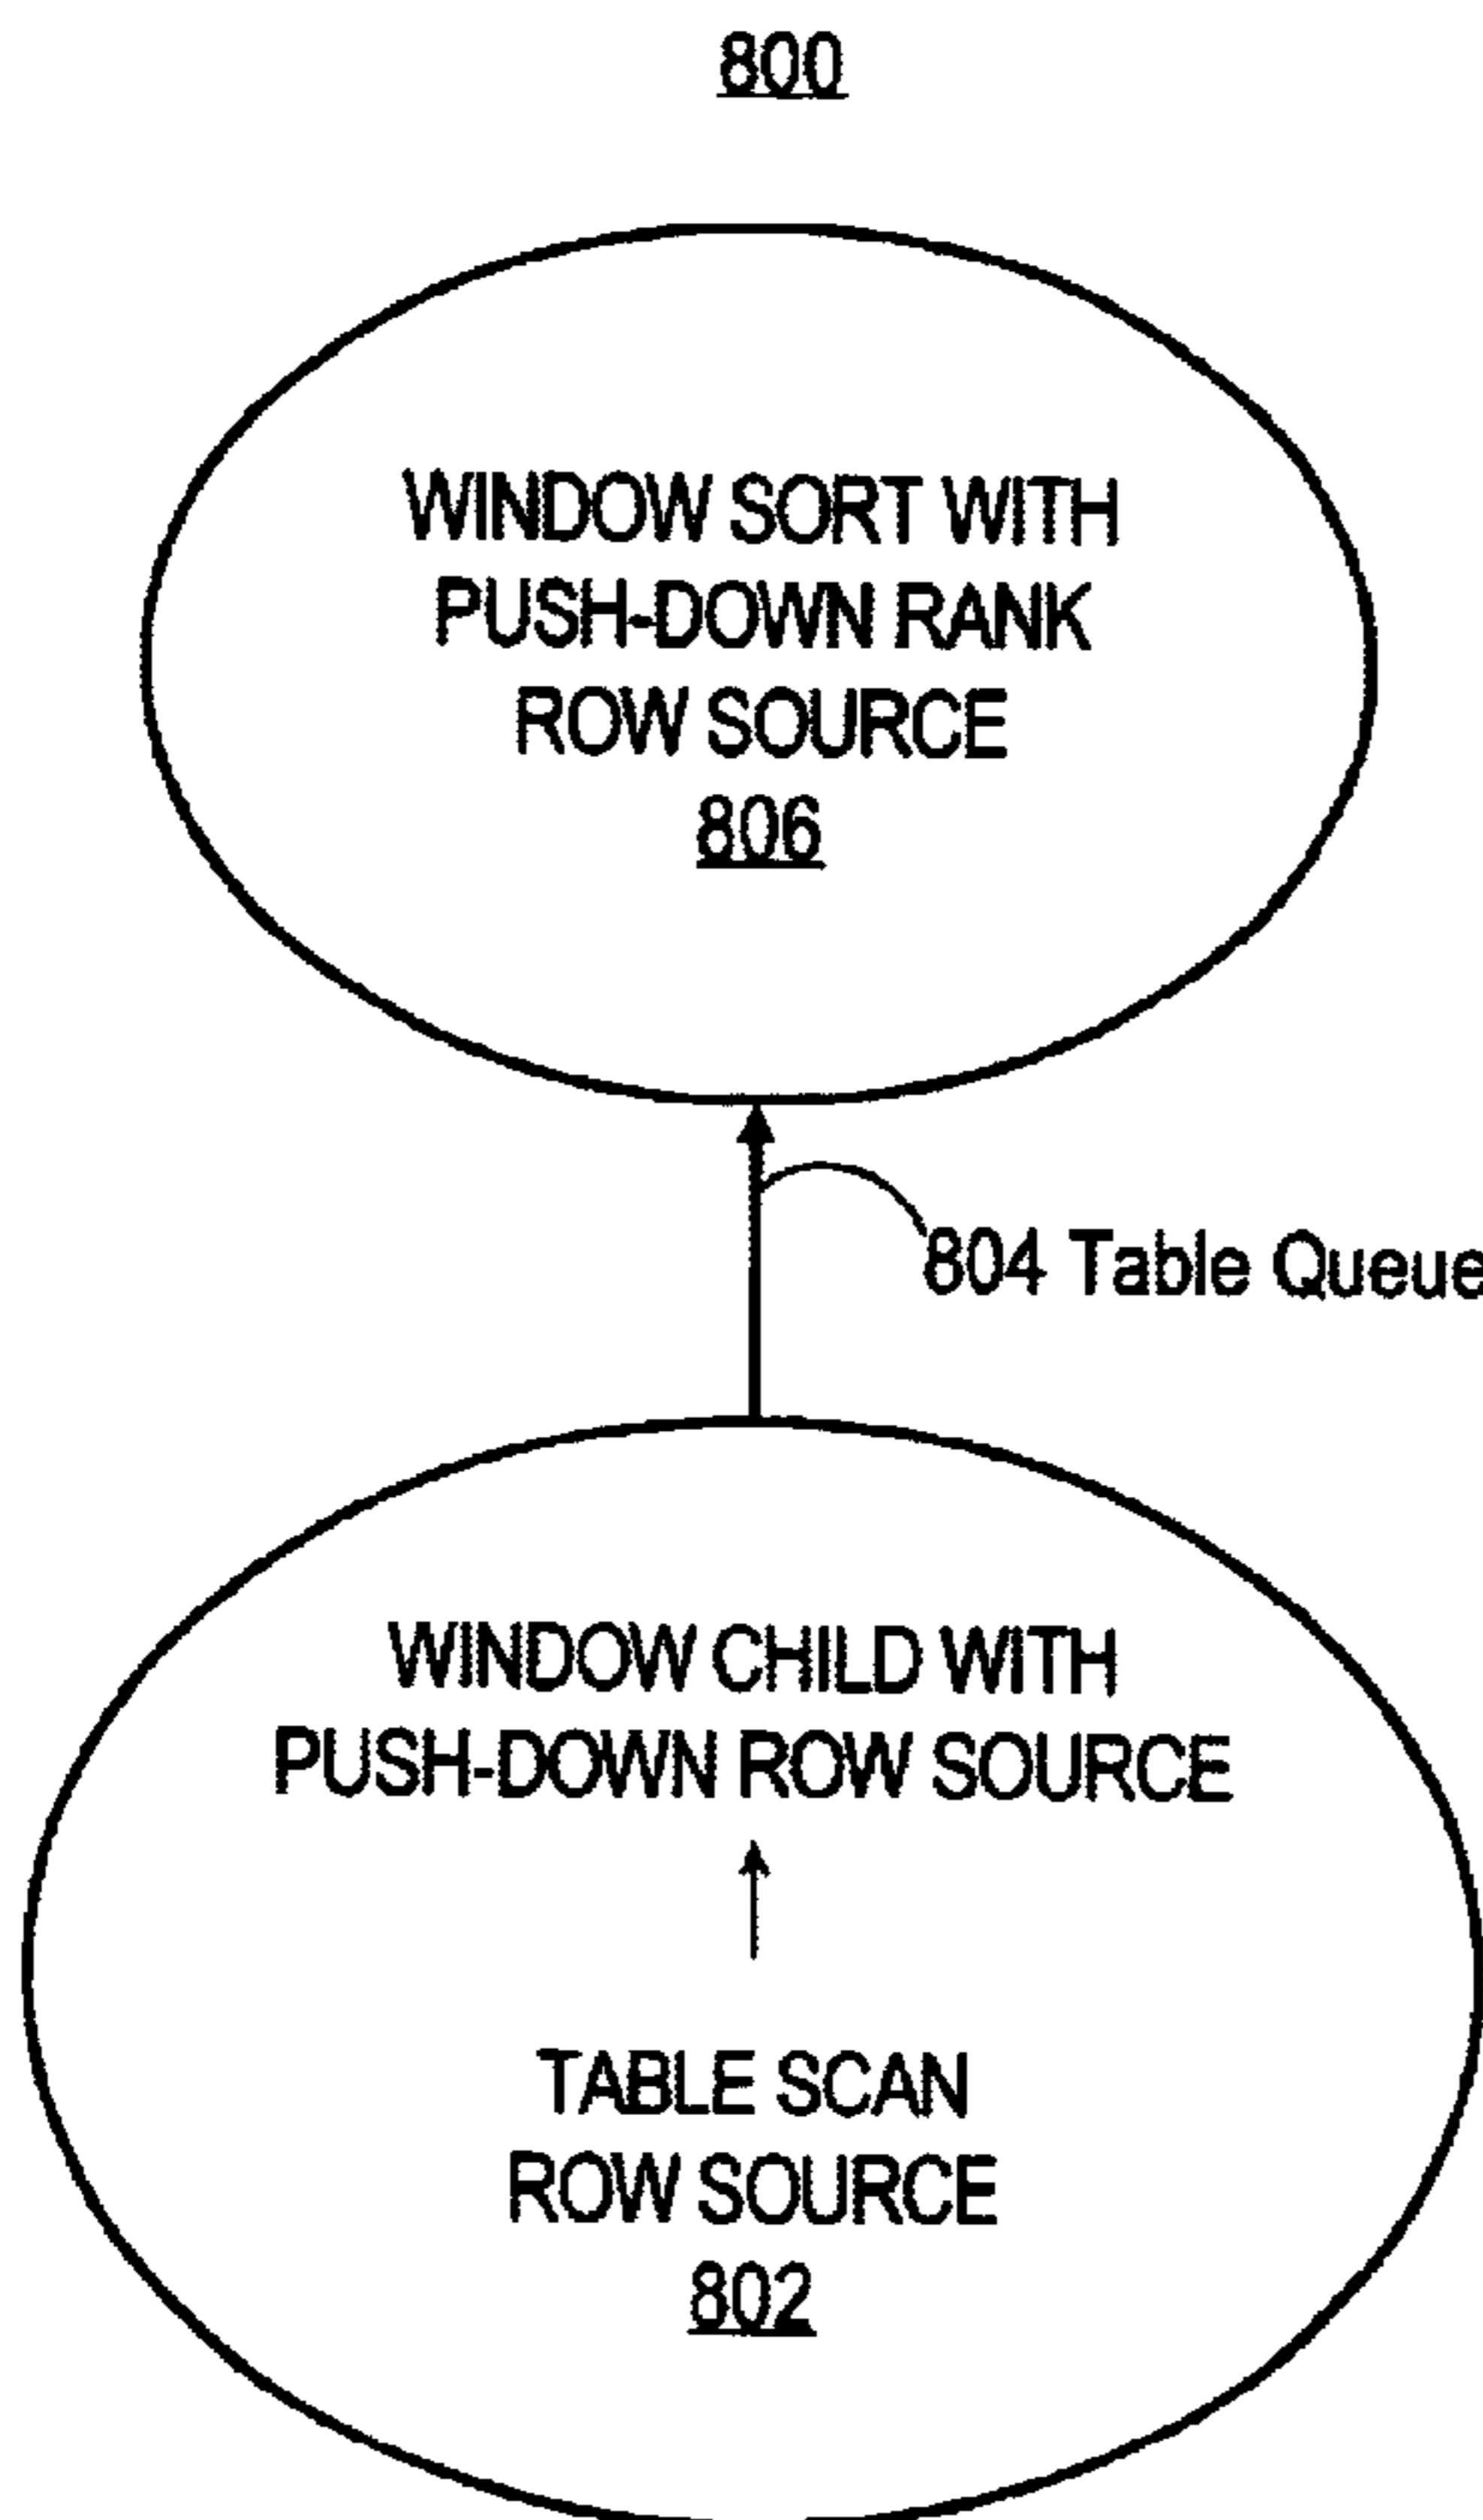 800
WINDOW SORT WITH
PUSH-DOWN RANK
ROW SOURCE
806
804 Table Queue
WINDOW CHILD WITH
PUSH-DOWN ROW SOURCE
TABLE SCAN
ROW SOURCE
802